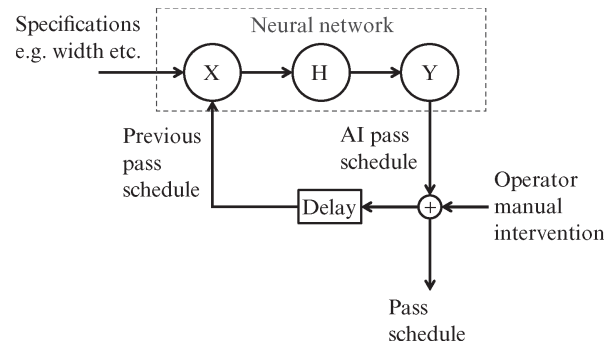 Specifications
e.g. width etc.
Neural network
X
H
Y
Previous
pass
schedule
AI pass
schedule
Delay
+
Operator
manual
intervention
Pass
schedule